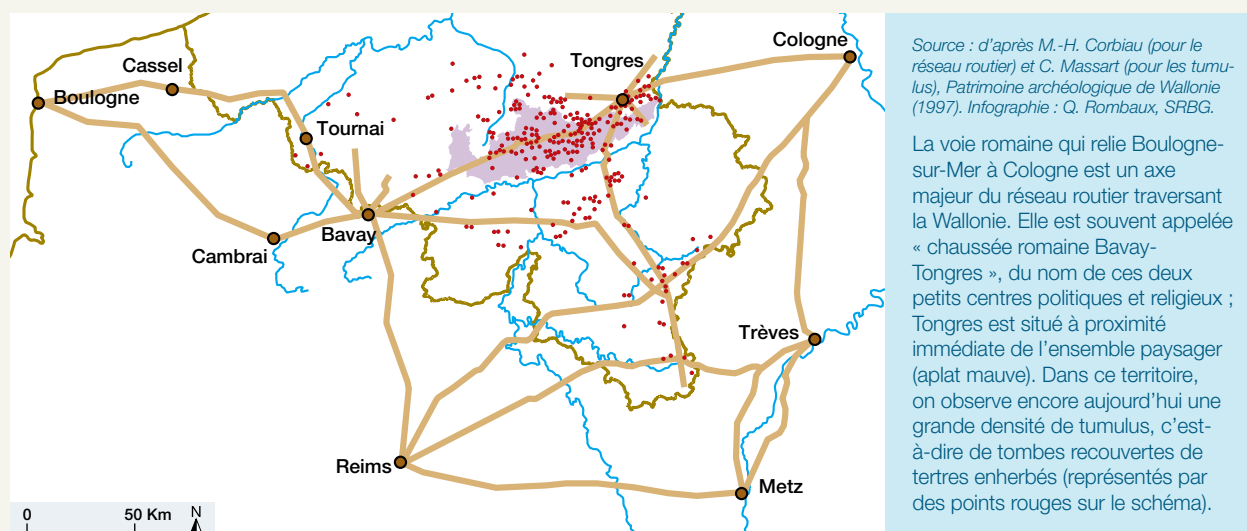 Cologne
Tongres
Cassel
Boulogne
Tournai
Bavay
Cambrai
Trèves
Reims
Metz
0 50 Km N
Source : d'après M.-H. Corbiau (pour le
réseau routier) et C. Massart (pour les tumu-
lus), Patrimoine archéologique de Wallonie
(1997). Infographie : Q. Rombaux, SRBG.
La voie romaine qui relie Boulogne-
sur-Mer à Cologne est un axe
majeur du réseau routier traversant
la Wallonie. Elle est souvent appelée
« chaussée romaine Bavay-
Tongres », du nom de ces deux
petits centres politiques et religieux ;
Tongres est situé à proximité
immédiate de l'ensemble paysager
(aplat mauve). Dans ce territoire,
on observe encore aujourd'hui une
grande densité de tumulus, c'est-
à-dire de tombes recouvertes de
tertres enherbés (représentés par
des points rouges sur le schéma).